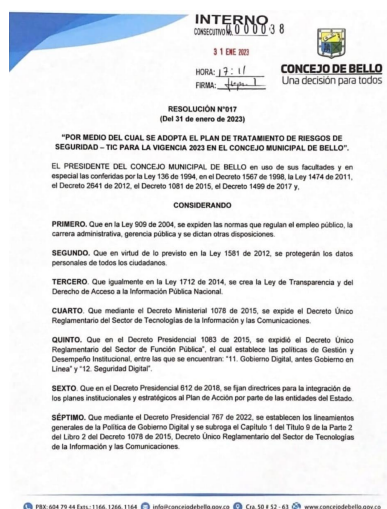 INTERNO
CONSECUTIVO № 00000038
31 ENE 2023
HORA: 17:11
FIRMA:
CONCEJO DE BELLO
Una decisión para todos
RESOLUCIÓN N°017
(Del 31 de enero de 2023)
"POR MEDIO DEL CUAL SE ADOPTA EL PLAN DE TRATAMIENTO DE RIESGOS DE
SEGURIDAD – TIC PARA LA VIGENCIA 2023 EN EL CONCEJO MUNICIPAL DE BELLO".
EL PRESIDENTE DEL CONCEJO MUNICIPAL DE BELLO en uso de sus facultades y en
especial las conferidas por la Ley 136 de 1994, en el Decreto 1567 de 1998, la Ley 1474 de 2011,
el Decreto 2641 de 2012, el Decreto 1081 de 2015, el Decreto 1499 de 2017 y,
CONSIDERANDO
PRIMERO. Que en la Ley 909 de 2004, se expiden las normas que regulan el empleo público, la
carrera administrativa, gerencia pública y se dictan otras disposiciones.
SEGUNDO. Que en virtud de lo previsto en la Ley 1581 de 2012, se protegerán los datos
personales de todos los ciudadanos.
TERCERO. Que igualmente en la Ley 1712 de 2014, se crea la Ley de Transparencia y del
Derecho de Acceso a la Información Pública Nacional.
CUARTO. Que mediante el Decreto Ministerial 1078 de 2015, se expide el Decreto Único
Reglamentario del Sector de Tecnologías de la Información y las Comunicaciones.
QUINTO. Que en el Decreto Presidencial 1083 de 2015, se expidió el Decreto Único
Reglamentario del Sector de Función Pública", el cual establece las políticas de Gestión y
Desempeño Institucional, entre las que se encuentran: "11. Gobierno Digital, antes Gobierno en
Línea" y "12. Seguridad Digital".
SEXTO. Que en el Decreto Presidencial 612 de 2018, se fijan directrices para la integración de
los planes institucionales y estratégicos al Plan de Acción por parte de las entidades del Estado.
SÉPTIMO. Que mediante el Decreto Presidencial 767 de 2022, se establecen los lineamientos
generales de la Política de Gobierno Digital y se subroga el Capítulo 1 del Título 9 de la Parte 2
del Libro 2 del Decreto 1078 de 2015, Decreto Único Reglamentario del Sector de Tecnologías
de la Información y las Comunicaciones.
PBX: 604 79 44 Exts.: 1166, 1266, 1164 info@concejodebello.gov.co Cra. 50 # 52 - 63 www.concejodebello.gov.co